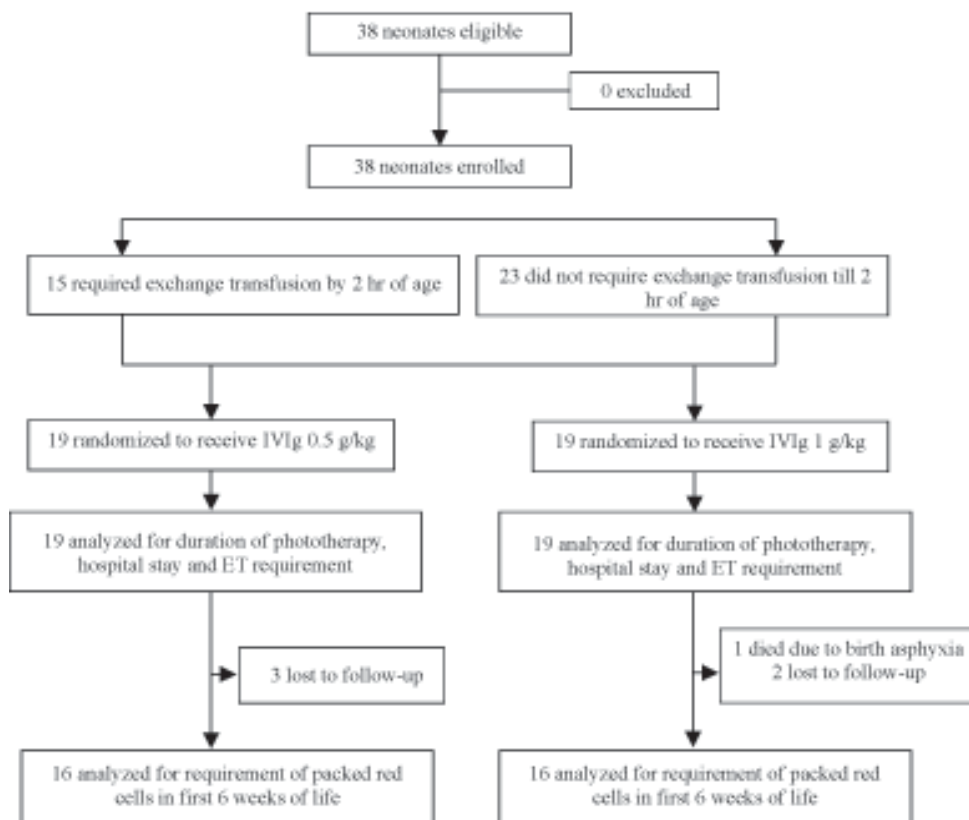 38 neonates eligible
0 excluded
38 neonates enrolled
15 required exchange transfusion by 2 hr of age
23 did not require exchange transfusion till 2
hr of age
19 randomized to receive IVIg 0.5 g/kg
19 randomized to receive IVIg 1 g/kg
19 analyzed for duration of phototherapy,
hospital stay and ET requirement
19 analyzed for duration of phototherapy,
hospital stay and ET requirement
3 lost to follow-up
1 died due to birth asphyxia
2 lost to follow-up
16 analyzed for requirement of packed red
cells in first 6 weeks of life
16 analyzed for requirement of packed red
cells in first 6 weeks of life